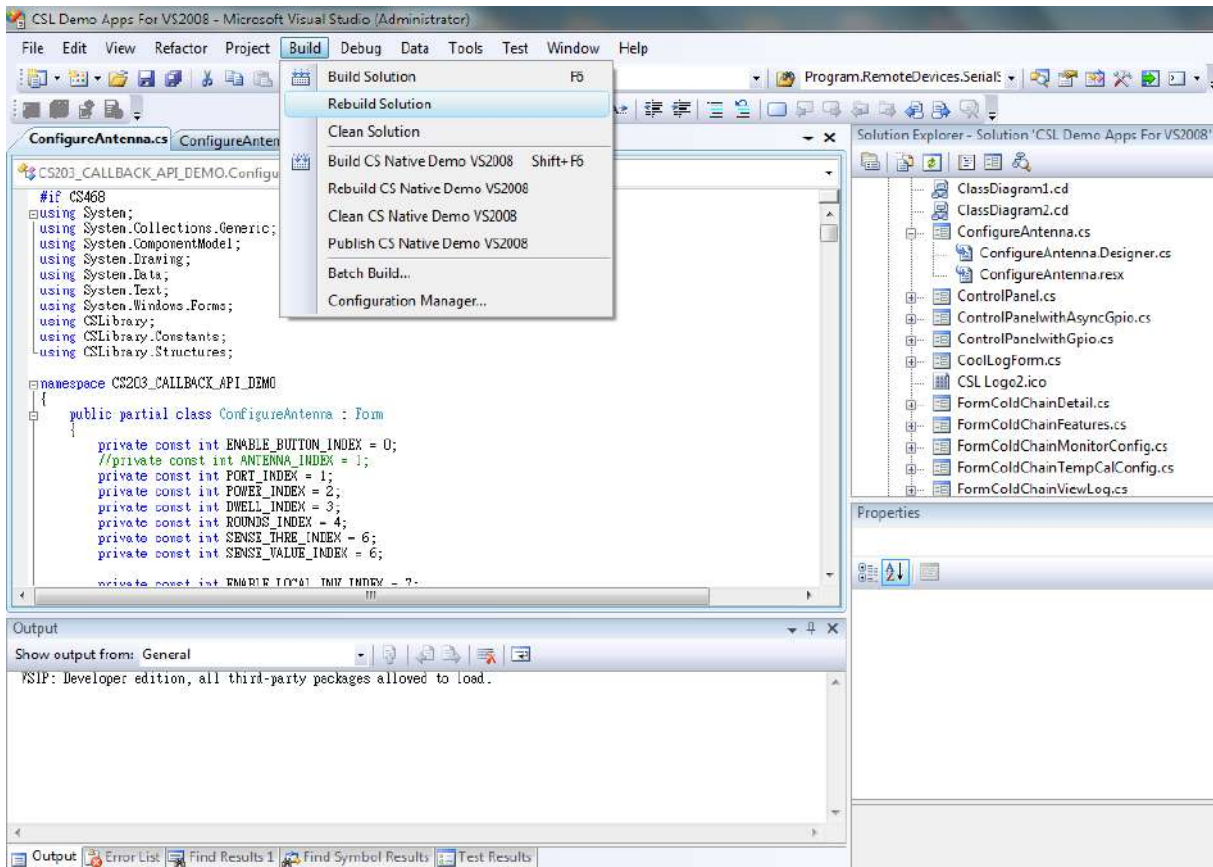 CSL Demo Apps For VS2008 - Microsoft Visual Studio (Administrator)
File Edit View Refactor Project Build Debug Data Tools Test Window Help
Program.RemoteDevices.Serial
Build Solution F6
Rebuild Solution
Clean Solution
Build CS Native Demo VS2008 Shift+F6
Rebuild CS Native Demo VS2008
Clean CS Native Demo VS2008
Publish CS Native Demo VS2008
Batch Build...
Configuration Manager...
ConfigureAntenna.cs ConfigureAnten
CS203_CALLBACK_API_DEMO.Configu
#if CS468
using System;
using System.Collections.Generic;
using System.ComponentModel;
using System.Drawing;
using System.Data;
using System.Text;
using System.Windows.Forms;
using CSLibrary;
using CSLibrary.Constants;
using CSLibrary.Structures;
namespace CS203_CALLBACK_API_DEMO
{
public partial class ConfigureAntenna : Form
{
private const int ENABLE_BUTTON_INDEX = 0;
//private const int ANTENNA_INDEX = 1;
private const int PORT_INDEX = 1;
private const int POWER_INDEX = 2;
private const int DWELL_INDEX = 3;
private const int ROUNDS_INDEX = 4;
private const int SENSE_THRE_INDEX = 6;
private const int SENSE_VALUE_INDEX = 6;
private const int ENABLE_LOCAL_INV_INDEX = 7;
Solution Explorer - Solution 'CSL Demo Apps For VS2008'
ClassDiagram1.cd
ClassDiagram2.cd
ConfigureAntenna.cs
ConfigureAntenna.Designer.cs
ConfigureAntenna.resx
ControlPanel.cs
ControlPanelwithAsyncGpio.cs
ControlPanelwithGpio.cs
CoolLogForm.cs
CSL Logo2.ico
FormColdChainDetail.cs
FormColdChainFeatures.cs
FormColdChainMonitorConfig.cs
FormColdChainTempCalConfig.cs
FormColdChainViewLog.cs
Properties
Output
Show output from: General
VSIP: Developer edition, all third-party packages allowed to load.
Output Error List Find Results 1 Find Symbol Results Test Results